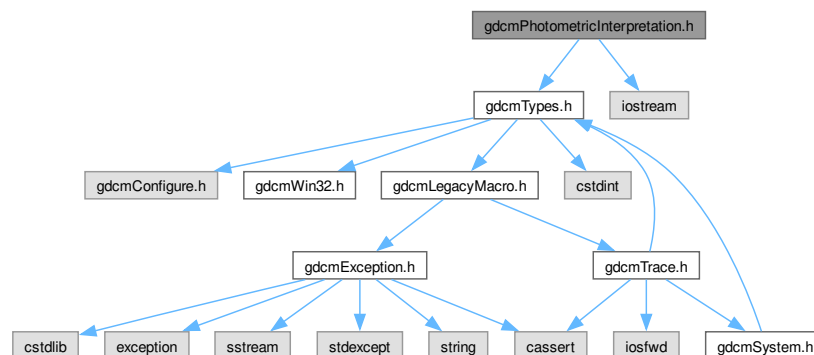 gdcmPhotometricInterpretation.h
gdcmTypes.h
iostream
gdcmConfigure.h
gdcmWin32.h
gdcmLegacyMacro.h
cstdint
gdcmException.h
gdcmTrace.h
cstdlib
exception
sstream
stdexcept
string
cassert
iosfwd
gdcmSystem.h